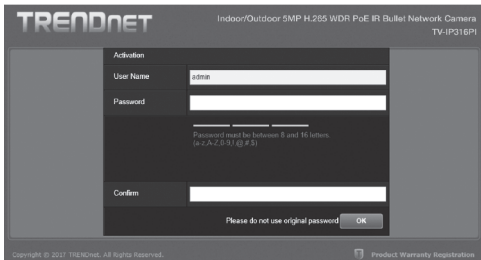 TRENDNET
Indoor/Outdoor 5MP H.265 WDR PoE IR Bullet Network Camera
TV-IP316PI
Activation
User Name
admin
Password
Password must be between 8 and 16 letters.
(a-z,A-Z,0-9,! @ # $)
Confirm
Please do not use original password
OK
Copyright © 2017 TRENDnet. All Rights Reserved.
Product Warranty Registration